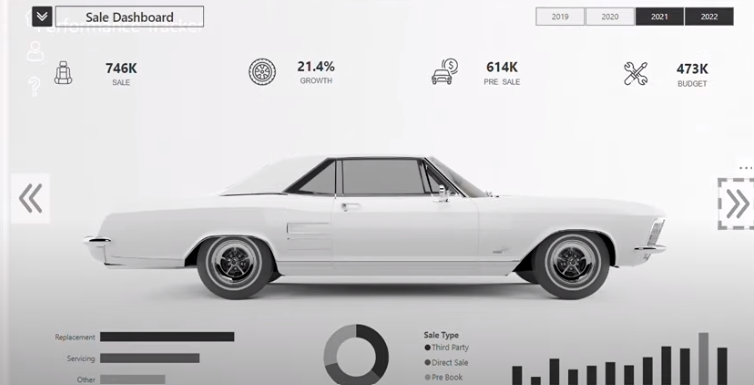 Sale Dashboard
Performance Tracker
2019 2020 2021 2022
746K
SALE
21.4%
GROWTH
614K
PRE SALE
473K
BUDGET
Replacement
Servicing
Other
Sale Type
Third Party
Direct Sale
Pre Book